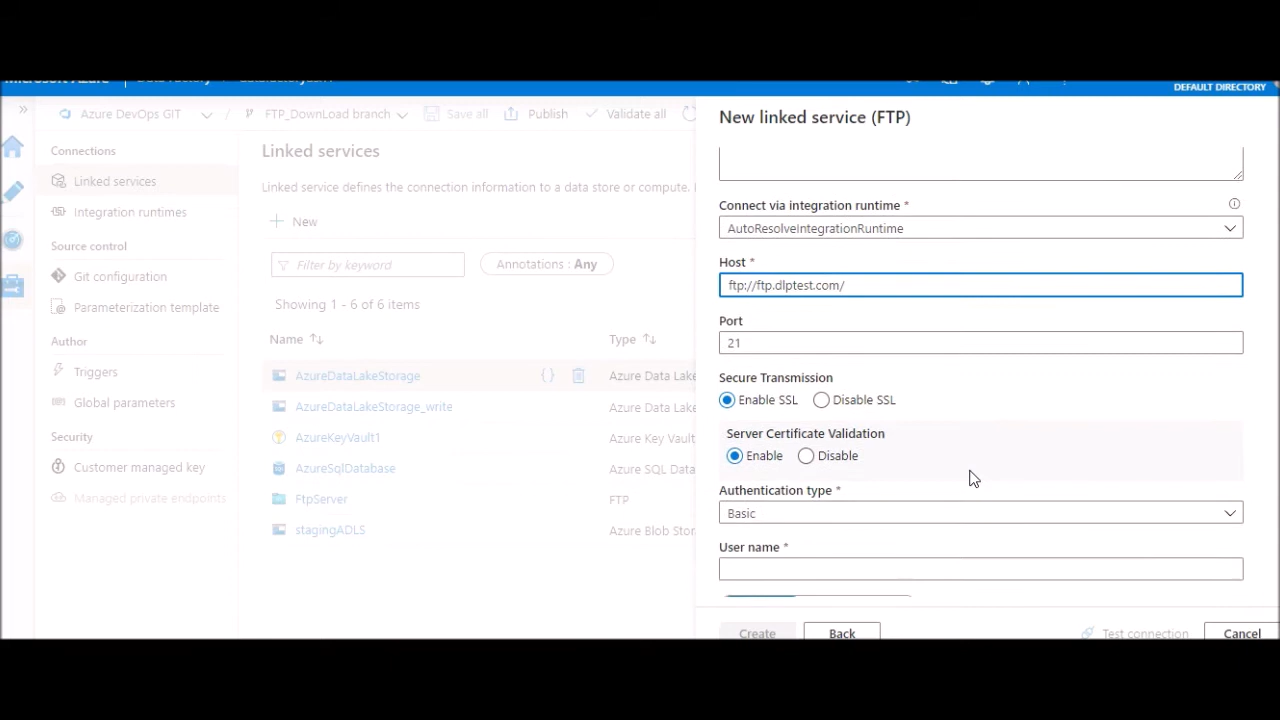 DEFAULT DIRECTORY
Azure DevOps GIT
/
FTP_DownLoad branch
Save all
Publish
Validate all
Connections
Linked services
Integration runtimes
Source control
Git configuration
Parameterization template
Author
Triggers
Global parameters
Security
Customer managed key
Managed private endpoints
Linked services
Linked service defines the connection information to a data store or compute.
New
Filter by keyword
Annotations : Any
Showing 1 - 6 of 6 items
Name Type
AzureDataLakeStorage {} Azure Data Lake
AzureDataLakeStorage_write Azure Data Lake
AzureKeyVault1 Azure Key Vault
AzureSqlDatabase Azure SQL Data
FtpServer FTP
stagingADLS Azure Blob Stor
New linked service (FTP)
Connect via integration runtime *
AutoResolveIntegrationRuntime
Host *
ftp://ftp.dlptest.com/
Port
21
Secure Transmission
Enable SSL Disable SSL
Server Certificate Validation
Enable Disable
Authentication type *
Basic
User name *
Create Back Test connection Cancel